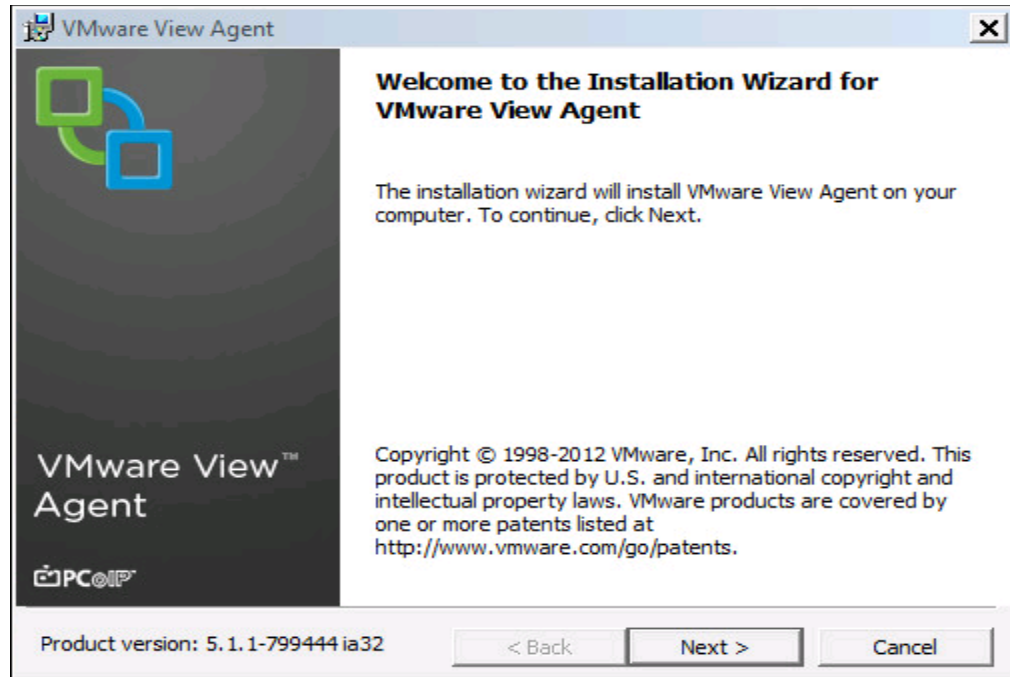 VMware View Agent
Welcome to the Installation Wizard for
VMware View Agent
The installation wizard will install VMware View Agent on your
computer. To continue, click Next.
VMware View™
Agent
PCoIP
Copyright © 1998-2012 VMware, Inc. All rights reserved. This
product is protected by U.S. and international copyright and
intellectual property laws. VMware products are covered by
one or more patents listed at
http://www.vmware.com/go/patents.
Product version: 5.1.1-799444 ia32
< Back
Next >
Cancel